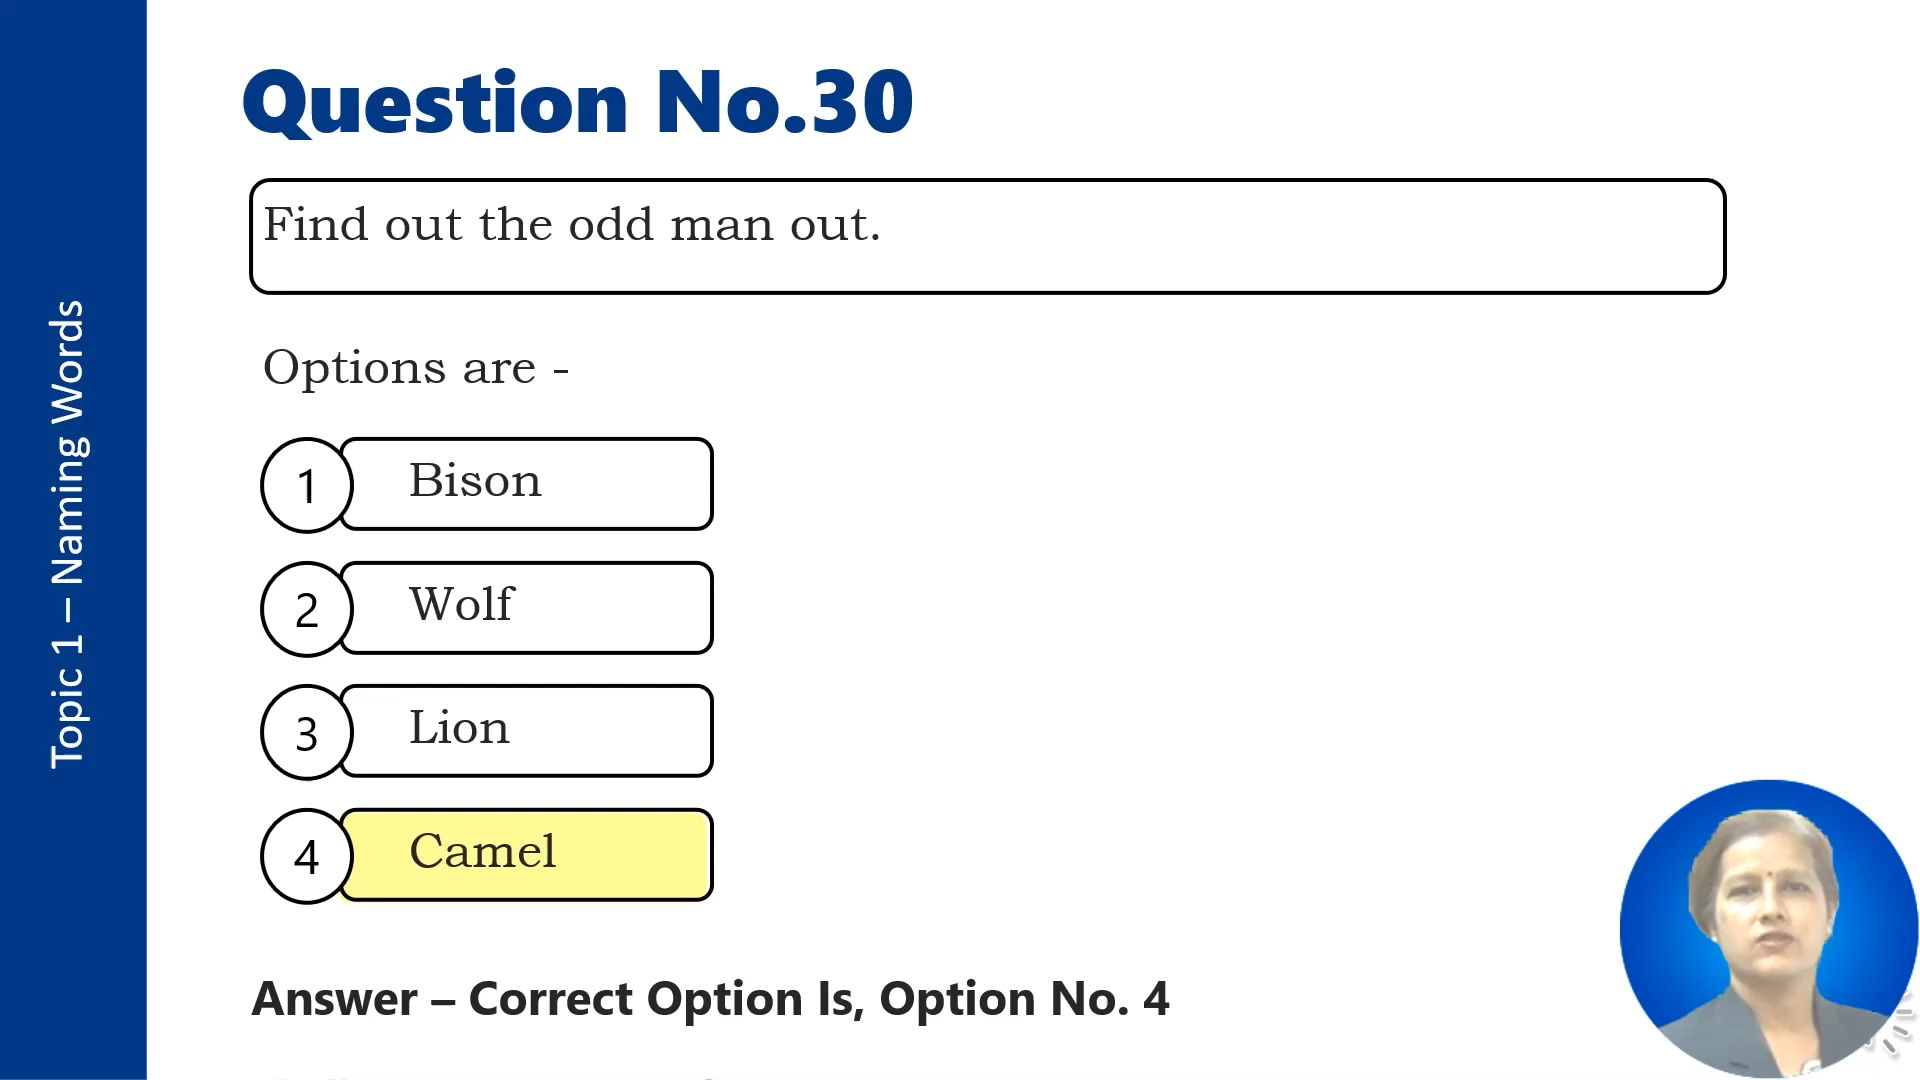 Topic 1 – Naming Words
Question No.30
Find out the odd man out.
Options are -
1 Bison
2 Wolf
3 Lion
4 Camel
Answer – Correct Option Is, Option No. 4